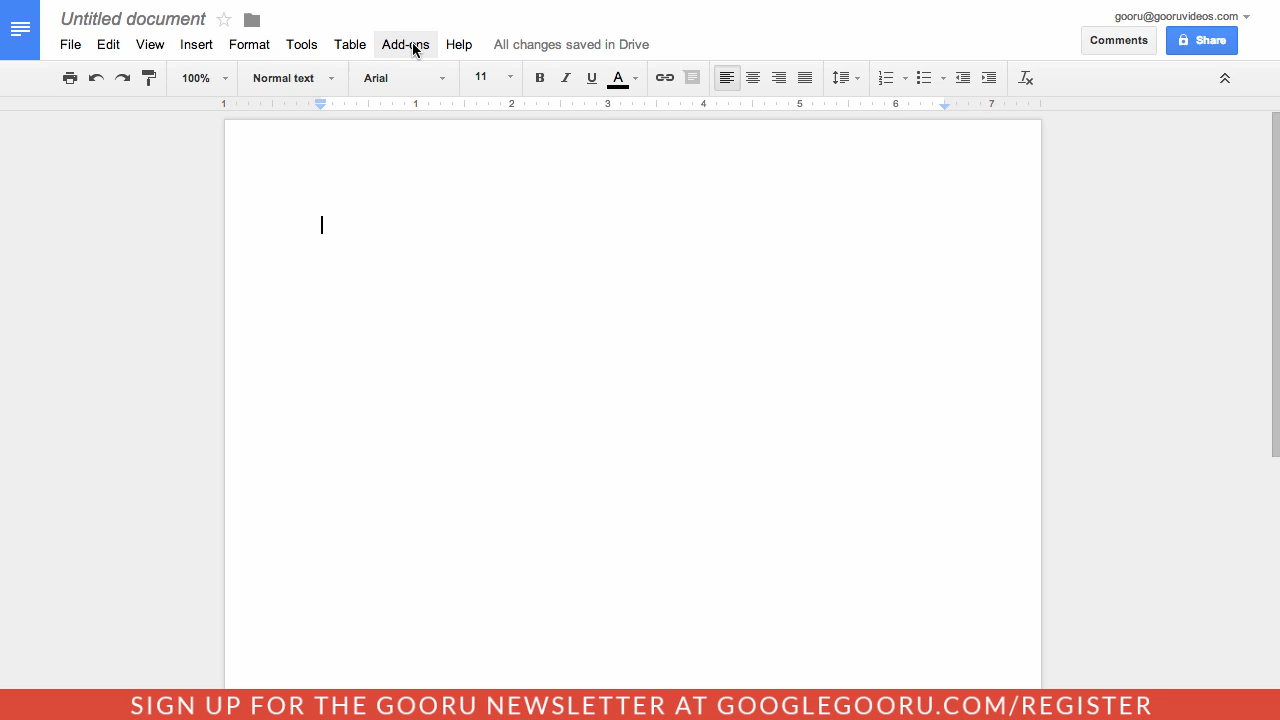 Untitled document
gooru@gooruvideos.com
File Edit View Insert Format Tools Table Add-ons Help All changes saved in Drive
Comments Share
100% Normal text Arial 11 B I U A
1 1 2 3 4 5 6 7
SIGN UP FOR THE GOORU NEWSLETTER AT GOOGLEGOORU.COM/REGISTER